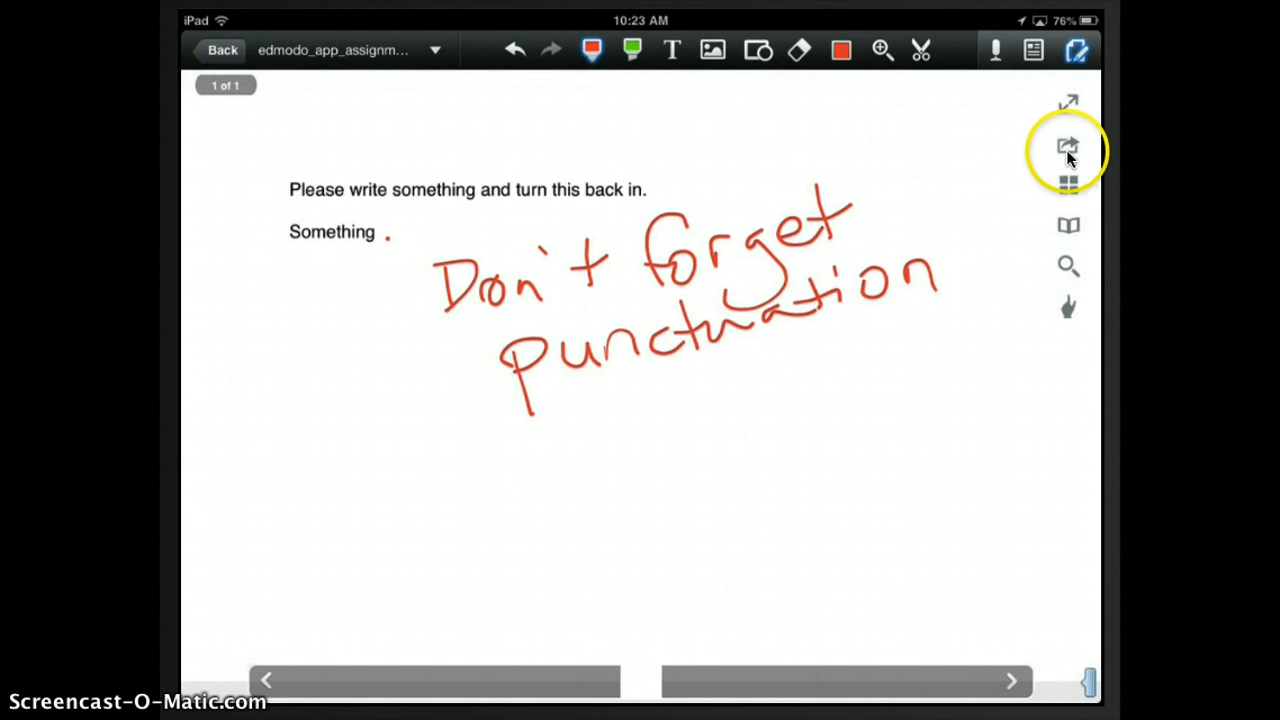 iPad 10:23 AM 76%
Back edmodo_app_assignm... T
1 of 1
Please write something and turn this back in.
Something .
Don't forget
punctuation
Screencast-O-Matic.com